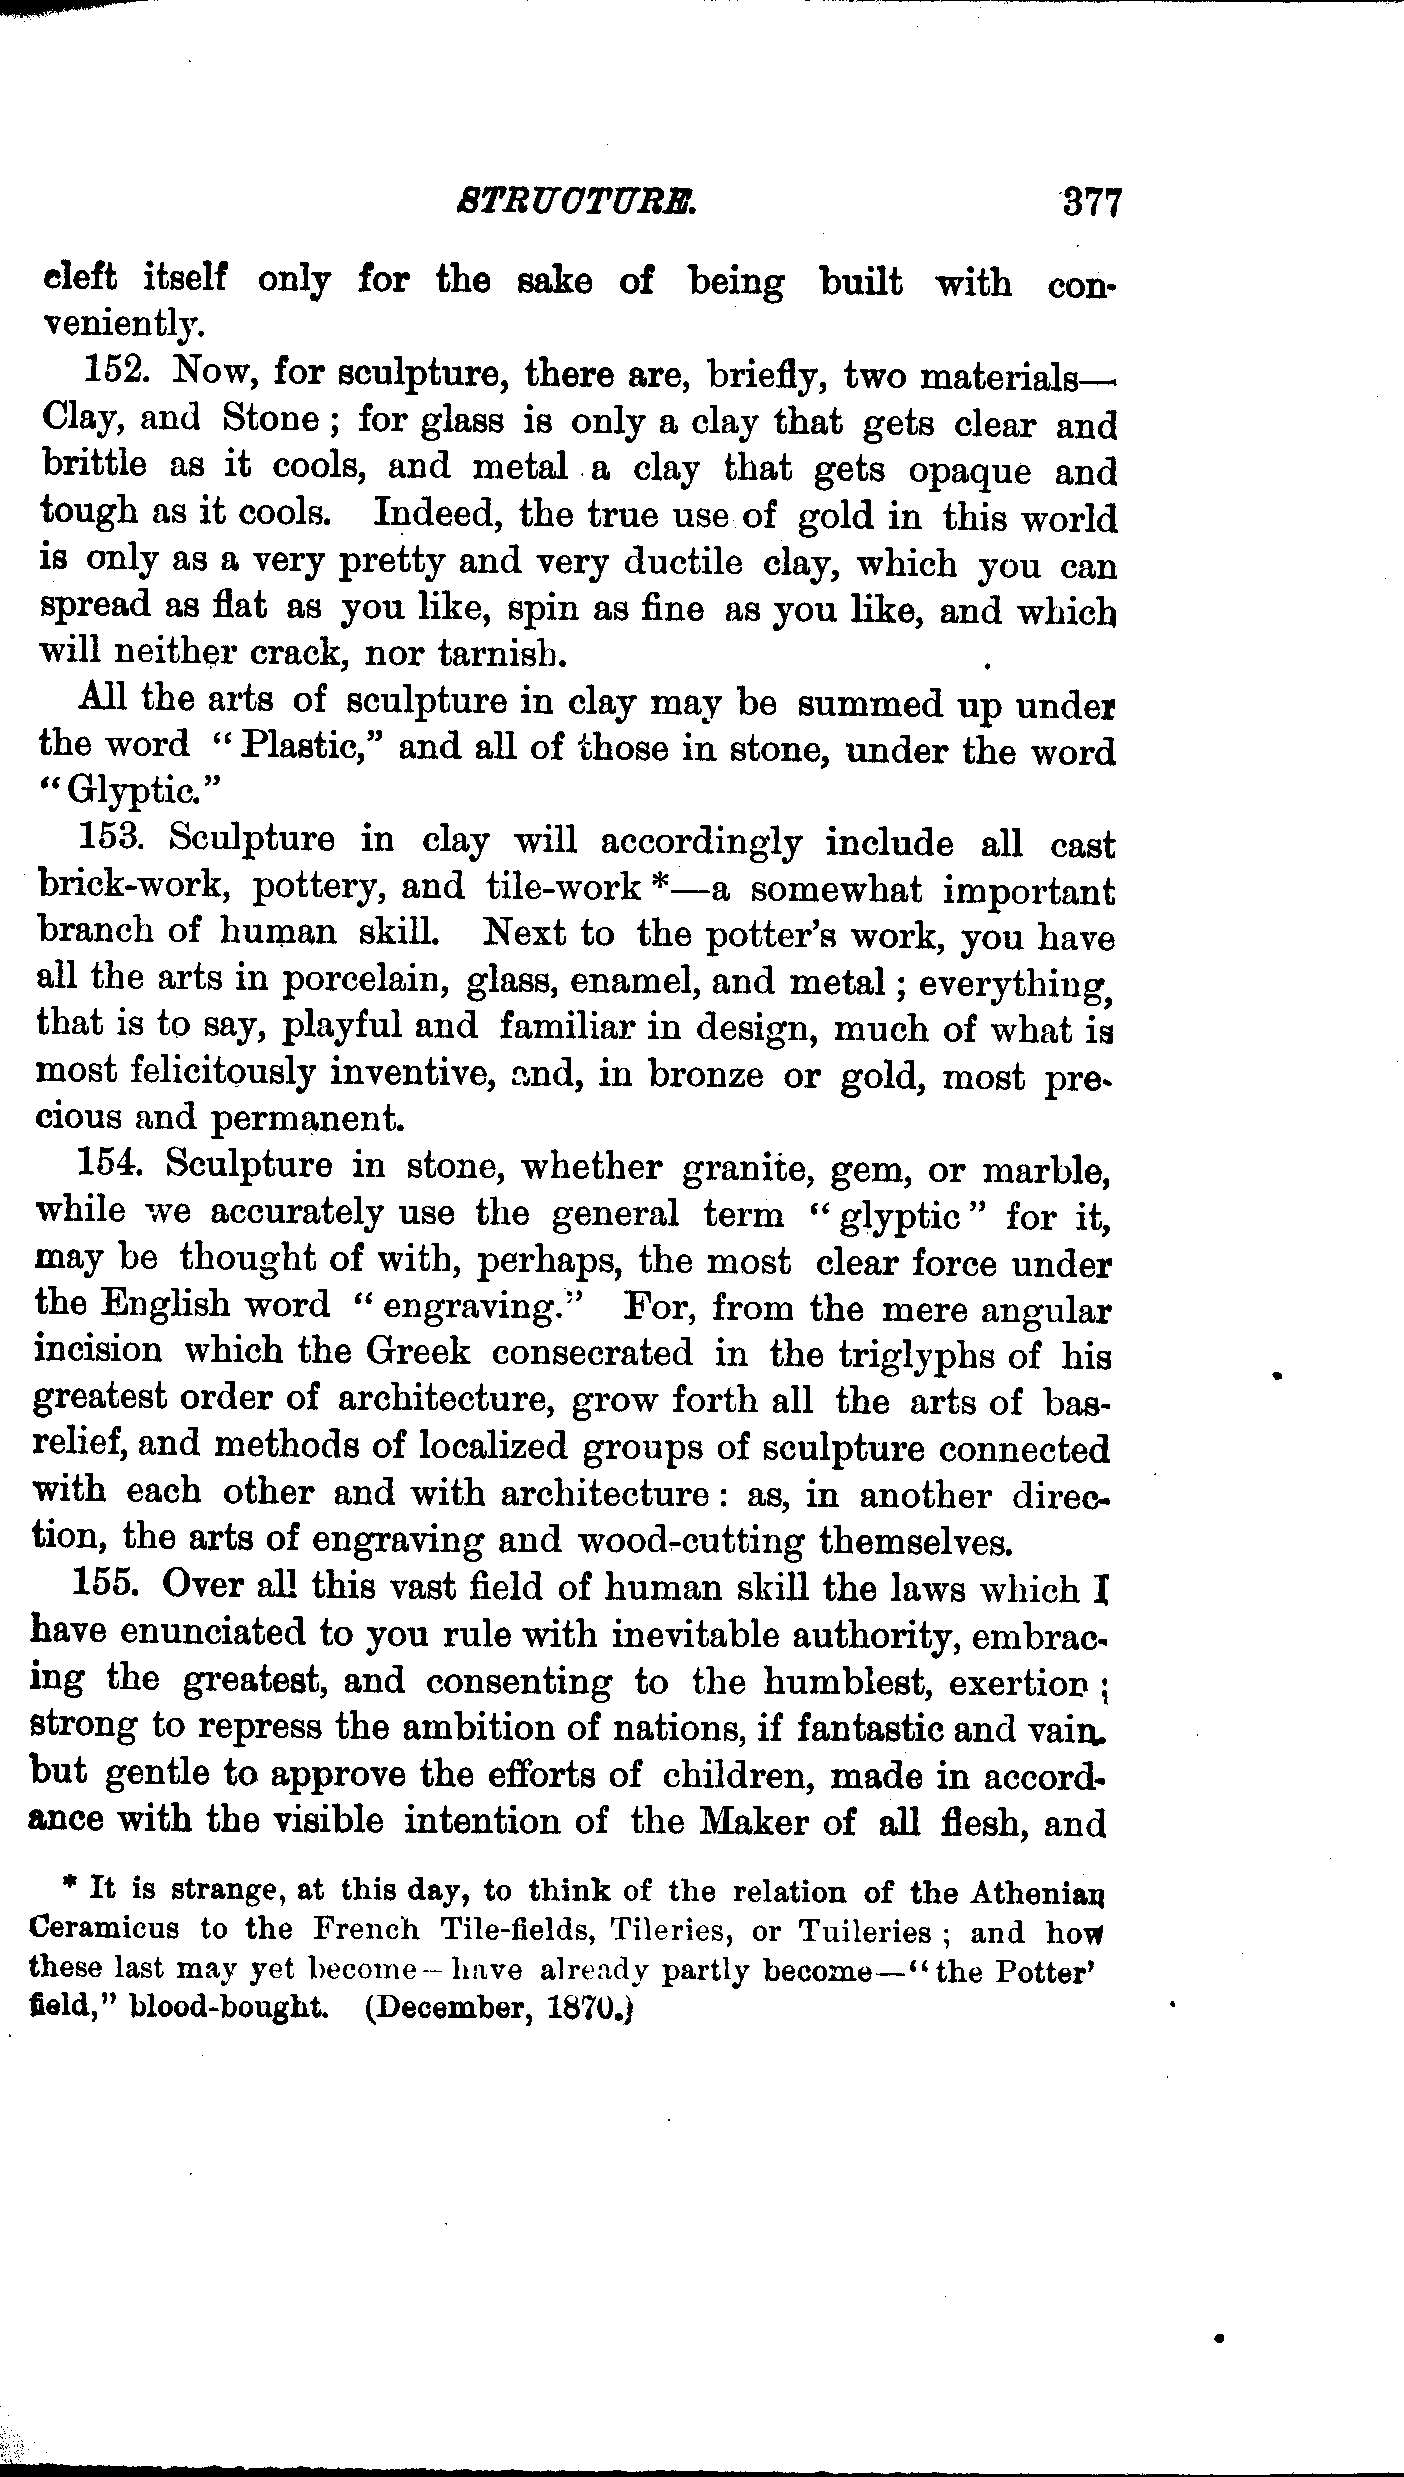 STRUCTURE. 377
cleft itself only for the sake of being built with con-
veniently.
152. Now, for sculpture, there are, briefly, two materials—
Clay, and Stone; for glass is only a clay that gets clear and
brittle as it cools, and metal a clay that gets opaque and
tough as it cools. Indeed, the true use of gold in this world
is only as a very pretty and very ductile clay, which you can
spread as flat as you like, spin as fine as you like, and which
will neither crack, nor tarnish.
All the arts of sculpture in clay may be summed up under
the word "Plastic," and all of those in stone, under the word
"Glyptic."
153. Sculpture in clay will accordingly include all cast
brick-work, pottery, and tile-work *—a somewhat important
branch of human skill. Next to the potter's work, you have
all the arts in porcelain, glass, enamel, and metal; everything,
that is to say, playful and familiar in design, much of what is
most felicitously inventive, and, in bronze or gold, most pre-
cious and permanent.
154. Sculpture in stone, whether granite, gem, or marble,
while we accurately use the general term "glyptic" for it,
may be thought of with, perhaps, the most clear force under
the English word "engraving." For, from the mere angular
incision which the Greek consecrated in the triglyphs of his
greatest order of architecture, grow forth all the arts of bas-
relief, and methods of localized groups of sculpture connected
with each other and with architecture: as, in another direc-
tion, the arts of engraving and wood-cutting themselves.
155. Over all this vast field of human skill the laws which I
have enunciated to you rule with inevitable authority, embrac-
ing the greatest, and consenting to the humblest, exertion;
strong to repress the ambition of nations, if fantastic and vain.
but gentle to approve the efforts of children, made in accord-
ance with the visible intention of the Maker of all flesh, and
* It is strange, at this day, to think of the relation of the Athenian
Ceramicus to the French Tile-fields, Tileries, or Tuileries; and how
these last may yet become—have already partly become—"the Potter'
field," blood-bought. (December, 1870.)